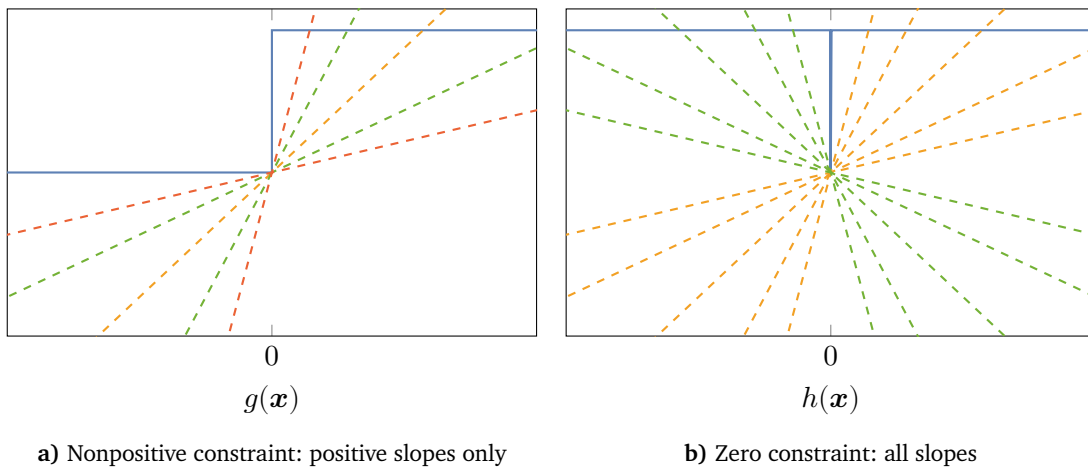 0 0
g(x) h(x)
a) Nonpositive constraint: positive slopes only b) Zero constraint: all slopes